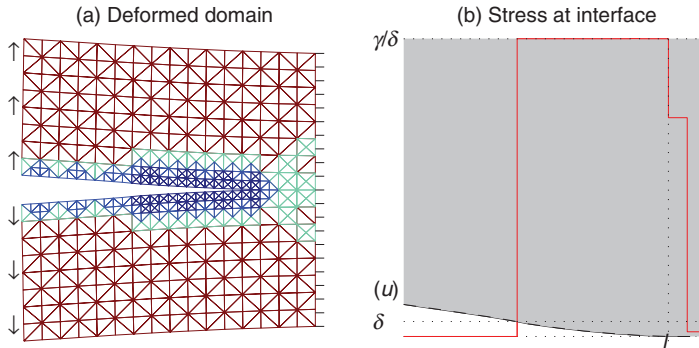 (a) Deformed domain
(b) Stress at interface
γ/δ
(u)
δ